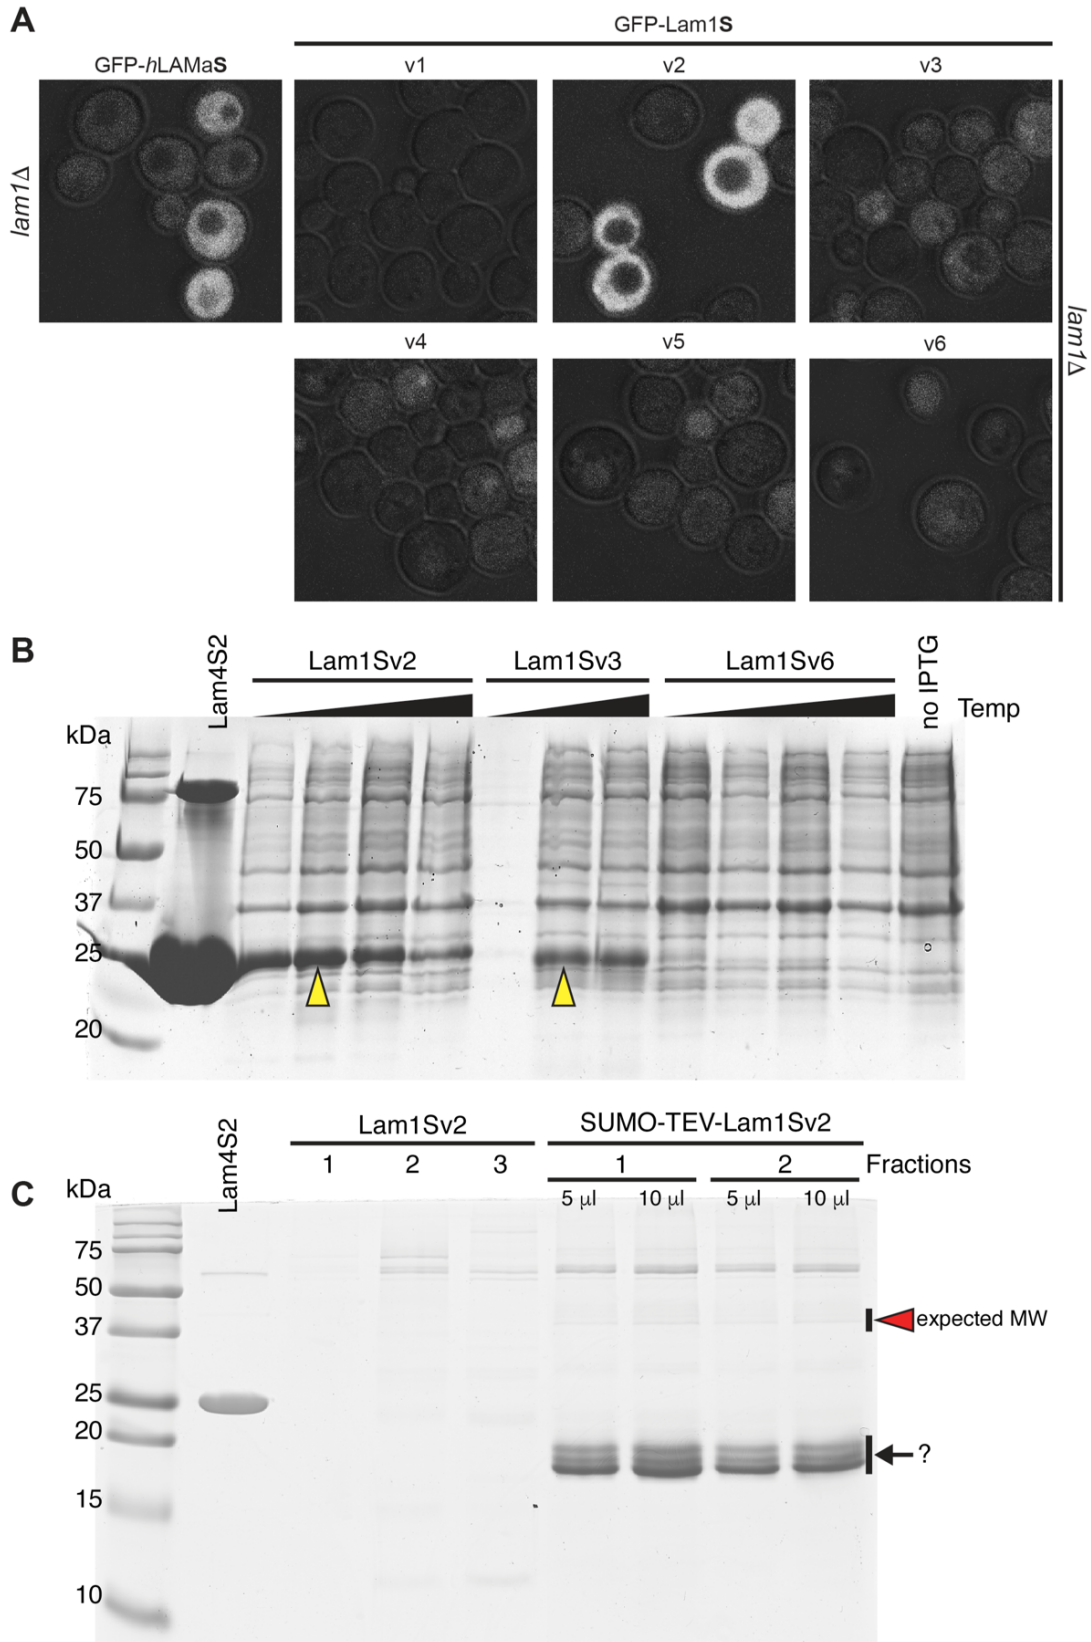 A
GFP-Lam1S
GFP-hLAMaS
v1
v2
v3
lam1Δ
v4
v5
v6
lam1Δ
B
Lam4S2
Lam1Sv2
Lam1Sv3
Lam1Sv6
no IPTG
Temp
kDa
75
50
37
25
20
C
Lam4S2
Lam1Sv2
SUMO-TEV-Lam1Sv2
1 2 3 1 2 Fractions
kDa
5 μl 10 μl 5 μl 10 μl
75
50
37
expected MW
25
20
?
15
10